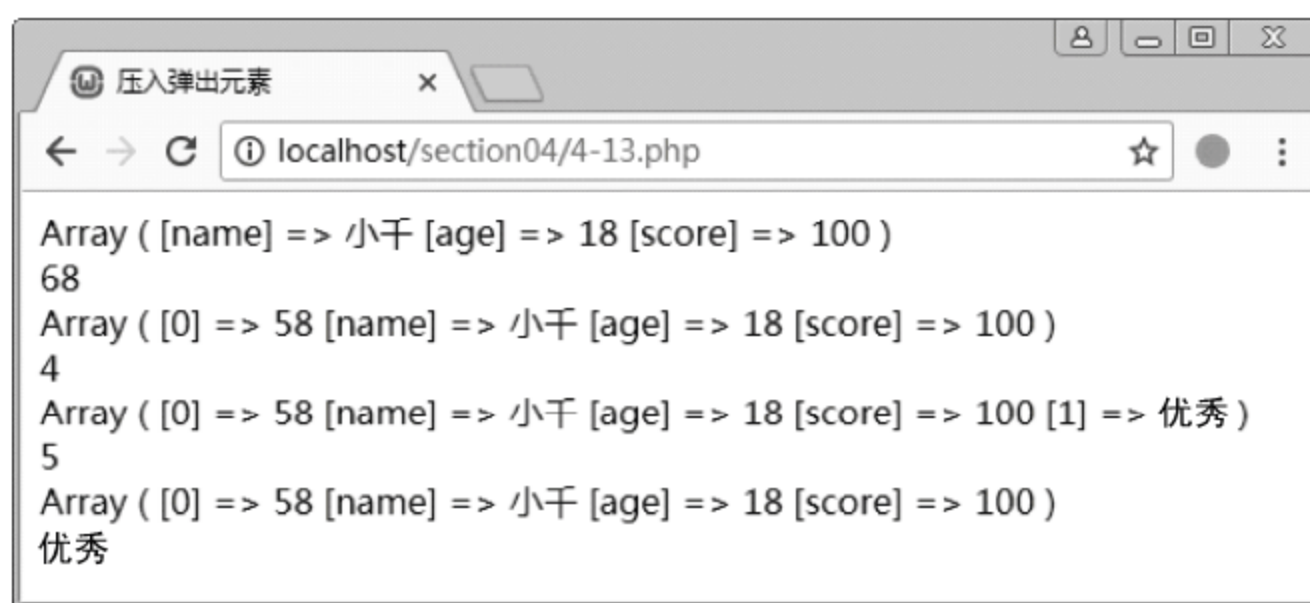 压入弹出元素
localhost/section04/4-13.php
Array ( [name] => 小千 [age] => 18 [score] => 100 )
68
Array ( [0] => 58 [name] => 小千 [age] => 18 [score] => 100 )
4
Array ( [0] => 58 [name] => 小千 [age] => 18 [score] => 100 [1] => 优秀 )
5
Array ( [0] => 58 [name] => 小千 [age] => 18 [score] => 100 )
优秀